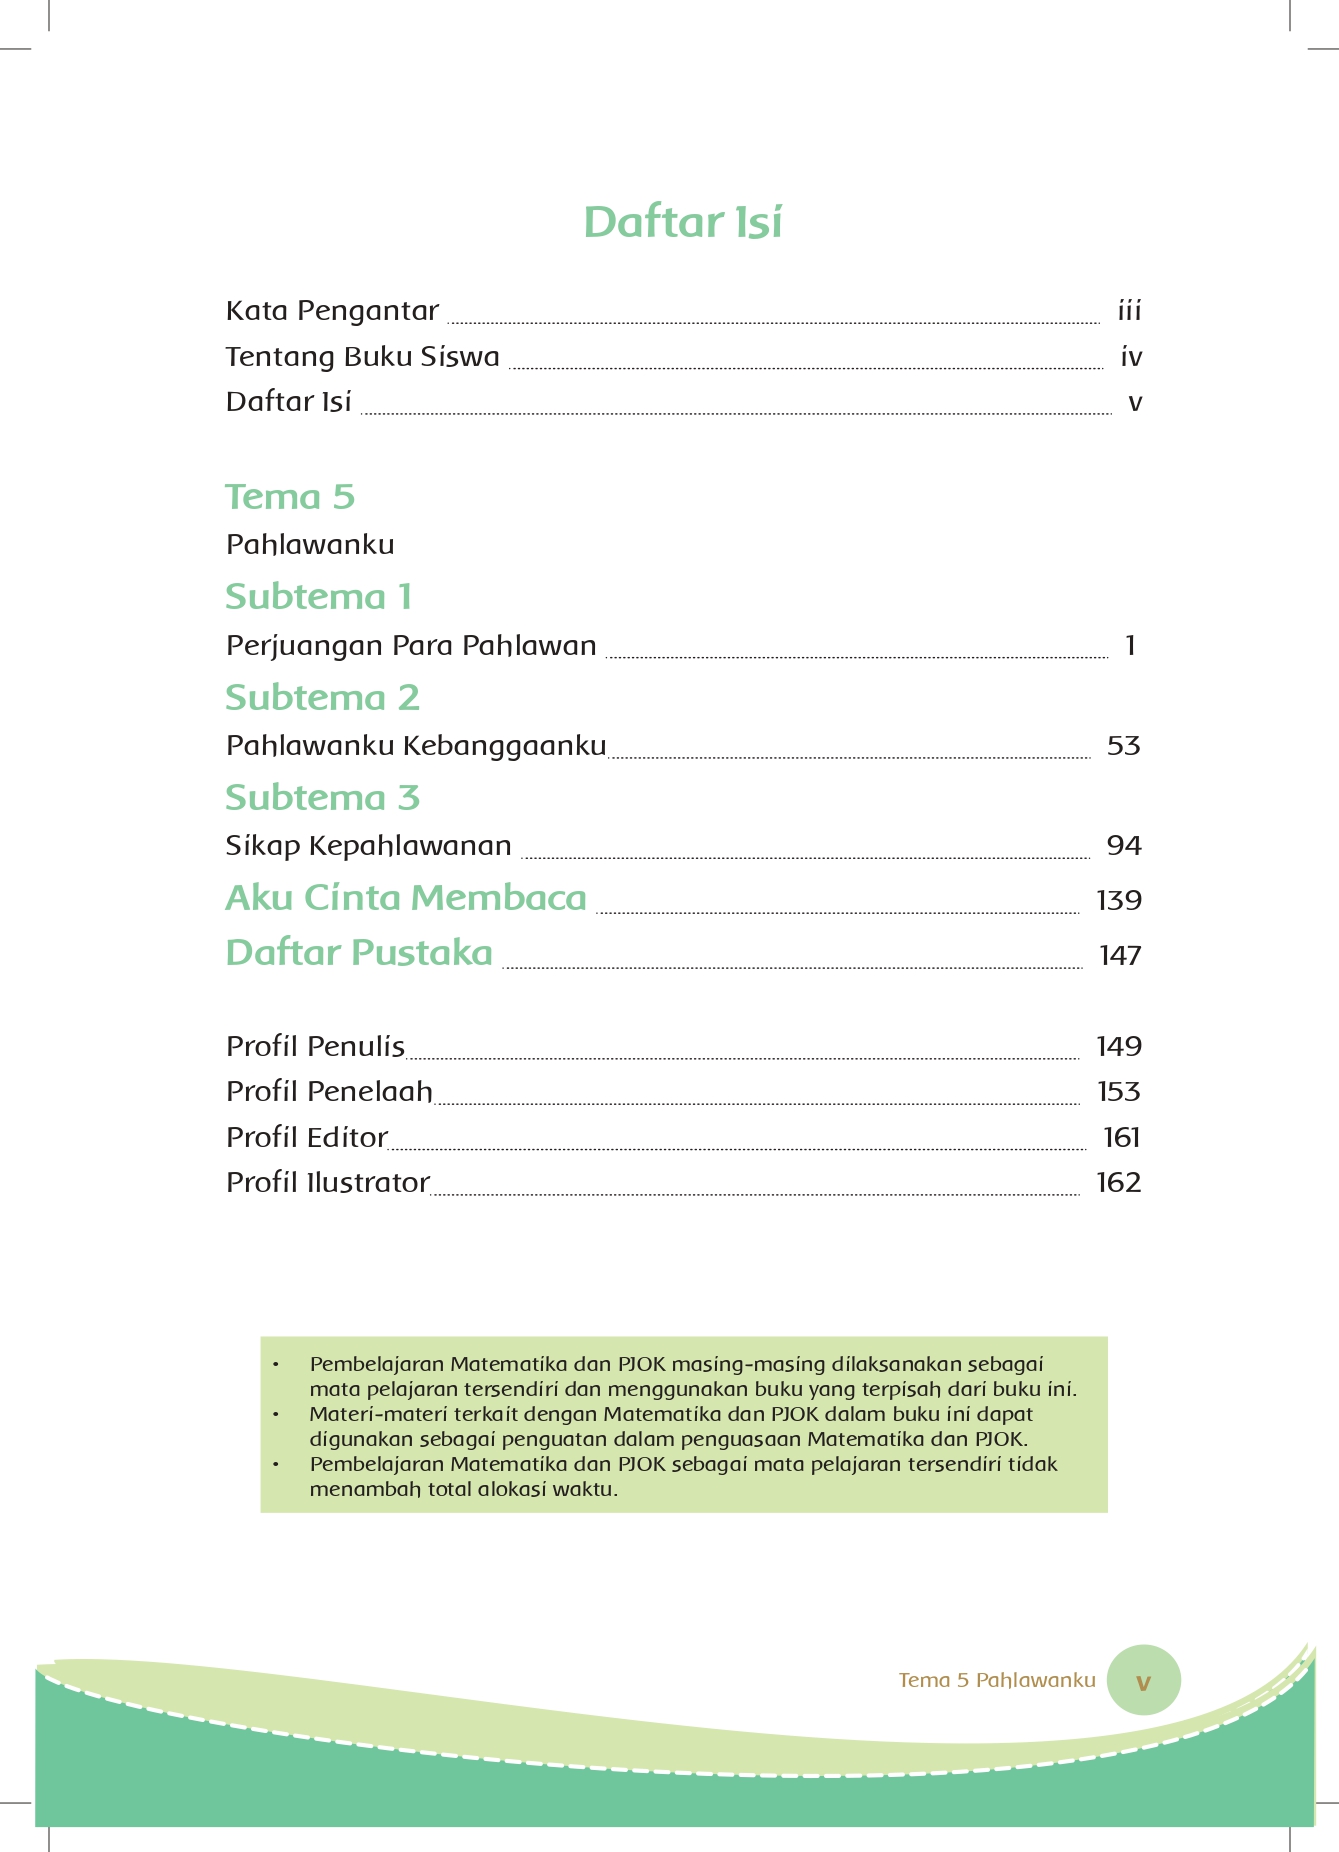 Daftar Isi
Kata Pengantar iii
Tentang Buku Siswa iv
Daftar Isi v
Tema 5
Pahlawanku
Subtema 1
Perjuangan Para Pahlawan 1
Subtema 2
Pahlawanku Kebanggaanku 53
Subtema 3
Sikap Kepahlawanan 94
Aku Cinta Membaca 139
Daftar Pustaka 147
Profil Penulis 149
Profil Penelaah 153
Profil Editor 161
Profil Ilustrator 162
• Pembelajaran Matematika dan PJOK masing-masing dilaksanakan sebagai
mata pelajaran tersendiri dan menggunakan buku yang terpisah dari buku ini.
• Materi-materi terkait dengan Matematika dan PJOK dalam buku ini dapat
digunakan sebagai penguatan dalam penguasaan Matematika dan PJOK.
• Pembelajaran Matematika dan PJOK sebagai mata pelajaran tersendiri tidak
menambah total alokasi waktu.
Tema 5 Pahlawanku v